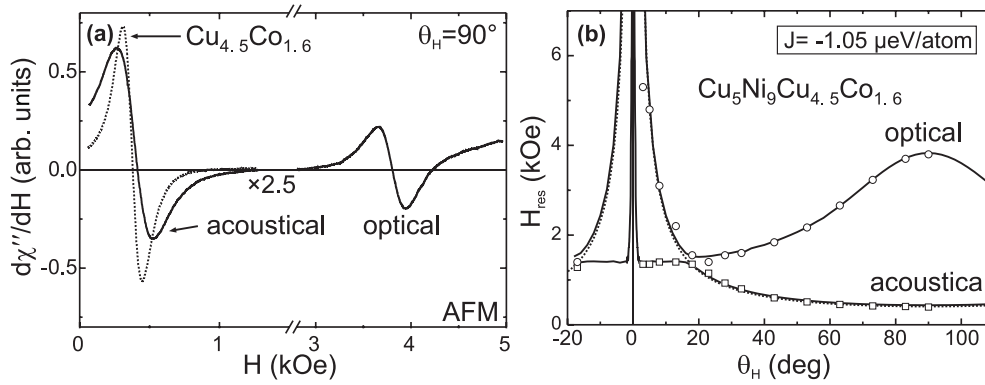 (a)
Cu4.5Co1.6
θH=90°
0.5
0.0
-0.5
dχ''/dH (arb. units)
×2.5
acoustical
optical
AFM
0 1 3 4 5
H (kOe)
(b)
J= -1.05 μeV/atom
Cu5Ni9Cu4.5Co1.6
optical
acoustica
6
4
2
0
Hres (kOe)
-20 0 20 40 60 80 100
θH (deg)